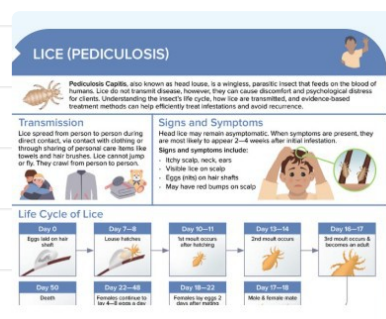 LICE (PEDICULOSIS)
Pediculosis Capitis, also known as head louse, is a wingless, parasitic insect that feeds on the blood of
humans. Lice do not transmit disease, however, they can cause discomfort and psychological distress
for clients. Understanding the insect's life cycle, how lice are transmitted, and evidence-based
treatment methods can help efficiently treat infestations and avoid recurrence.
Transmission
Lice spread from person to person during
direct contact, via contact with clothing or
through sharing of personal care items like
towels and hair brushes. Lice cannot jump
or fly. They crawl from person to person.
Signs and Symptoms
Head lice may remain asymptomatic. When symptoms are present, they
are most likely to appear 2–4 weeks after initial infestation.
Signs and symptoms include:
- Itchy scalp, neck, ears
- Visible lice on scalp
- Eggs (nits) on hair shafts
- May have red bumps on scalp
Life Cycle of Lice
Day 0
Eggs laid on hair
shaft
Day 7–8
Louse hatches
Day 10–11
1st moult occurs
after hatching
Day 13–14
2nd moult occurs
Day 16–17
3rd moult occurs &
becomes an adult
Day 50
Death
Day 22–48
Females continue to
lay 4–8 eggs a day
Day 18–22
Females lay eggs 2
days after mating
Day 17–18
Male & female mate